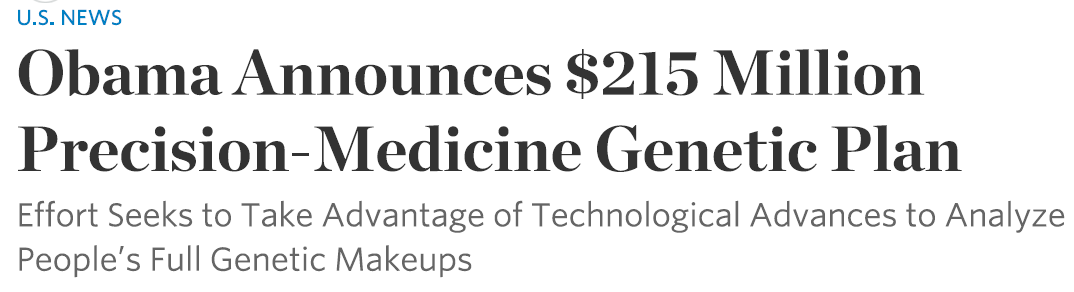 U.S. NEWS
Obama Announces $215 Million
Precision-Medicine Genetic Plan
Effort Seeks to Take Advantage of Technological Advances to Analyze
People’s Full Genetic Makeups